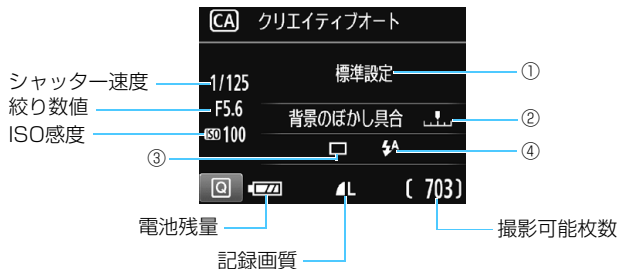 CA クリエイティブオート
標準設定 ①
シャッター速度 1/125
絞り数値 F5.6
背景のぼかし具合 ②
ISO感度 ISO 100
③ ④
Q L ( 703)
電池残量
撮影可能枚数
記録画質